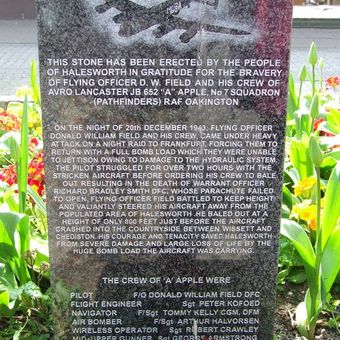 THIS STONE HAS BEEN ERECTED BY THE PEOPLE
OF HALESWORTH IN GRATITUDE FOR THE BRAVERY
OF FLYING OFFICER D. W. FIELD AND HIS CREW OF
AVRO LANCASTER JB 652 "A" APPLE, No 7 SQUADRON
(PATHFINDERS) RAF OAKINGTON
ON THE NIGHT OF 20TH DECEMBER 1943, FLYING OFFICER
DONALD WILLIAM FIELD AND HIS CREW, CAME UNDER HEAVY
ATTACK ON A NIGHT RAID TO FRANKFURT, FORCING THEM TO
RETURN WITH A FULL BOMB LOAD WHICH THEY WERE UNABLE
TO JETTISON OWING TO DAMAGE TO THE HYDRAULIC SYSTEM.
THE PILOT STRUGGLED FOR OVER TWO HOURS WITH THE
STRICKEN AIRCRAFT BEFORE ORDERING HIS CREW TO BALE
OUT RESULTING IN THE DEATH OF WARRANT OFFICER
RICHARD BRADLEY SMITH DFC, WHOSE PARACHUTE FAILED
TO OPEN, FLYING OFFICER FIELD BATTLED TO KEEP HEIGHT
AND VALIANTLY STEERED HIS AIRCRAFT AWAY FROM THE
POPULATED AREA OF HALESWORTH. HE BALED OUT AT A
HEIGHT OF ONLY 800 FEET JUST BEFORE THE AIRCRAFT
CRASHED INTO THE COUNTRYSIDE BETWEEN WISSETT AND
CHEDISTON. HIS COURAGE AND TENACITY SAVED HALESWORTH
FROM SEVERE DAMAGE AND LARGE LOSS OF LIFE BY THE
HUGE BOMB LOAD THE AIRCRAFT WAS CARRYING.
THE CREW OF 'A' APPLE WERE
PILOT F/O DONALD WILLIAM FIELD DFC
FLIGHT ENGINEER Sgt PETER KOFOED
NAVIGATOR F/Sgt TOMMY KELLY CGM, DFM
AIR BOMBER F/Sgt ARTHUR HALVORSEN
WIRELESS OPERATOR Sgt ROBERT CRAWLEY
MID-UPPER GUNNER Sgt GEORGE ARMSTRONG